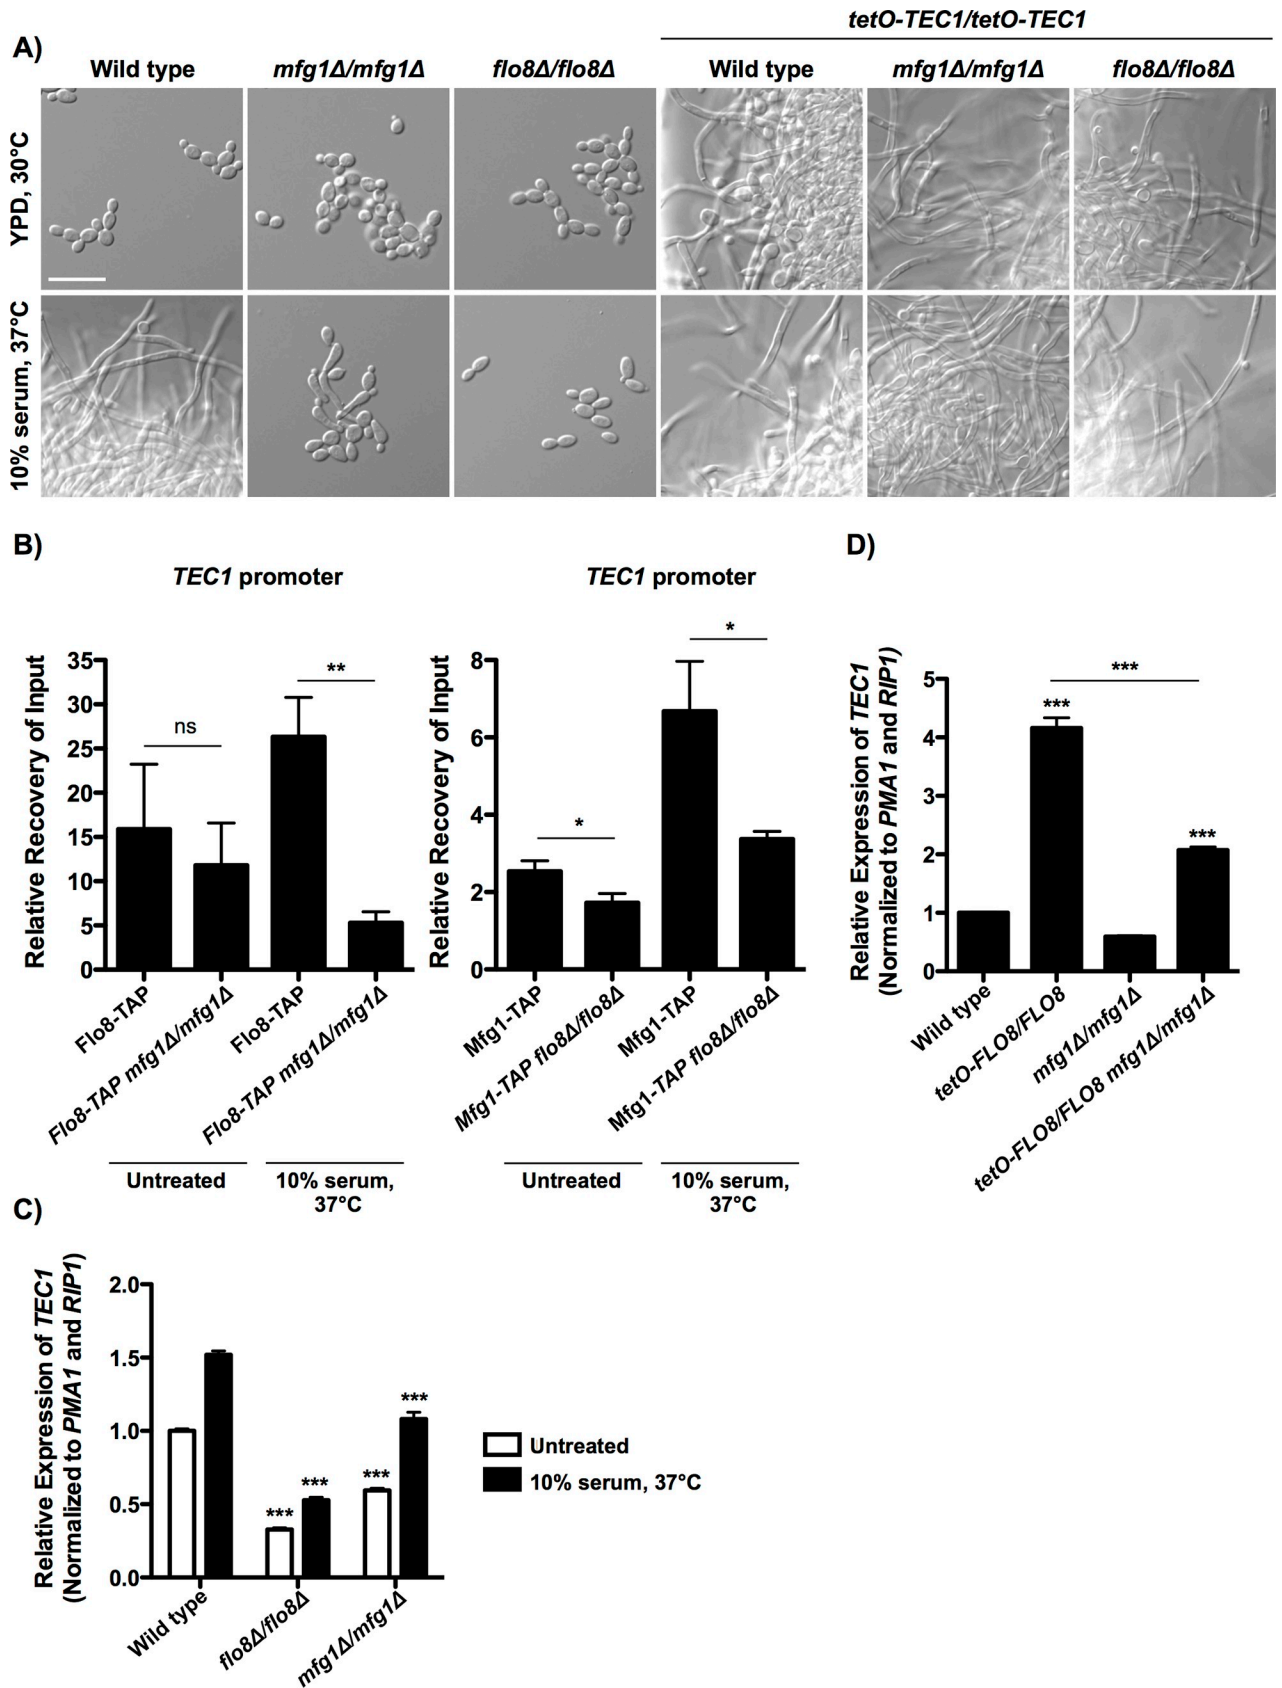 tetO-TEC1/tetO-TEC1
A)
Wild type mfg1Δ/mfg1Δ flo8Δ/flo8Δ Wild type mfg1Δ/mfg1Δ flo8Δ/flo8Δ
YPD, 30°C
10% serum, 37°C
B)
TEC1 promoter
Relative Recovery of Input
35
30
25
20
15
10
5
0
ns
**
Flo8-TAP
Flo8-TAP mfg1Δ/mfg1Δ
Flo8-TAP
Flo8-TAP mfg1Δ/mfg1Δ
Untreated
10% serum,
37°C
TEC1 promoter
Relative Recovery of Input
8
6
4
2
0
*
*
Mfg1-TAP
Mfg1-TAP flo8Δ/flo8Δ
Mfg1-TAP
Mfg1-TAP flo8Δ/flo8Δ
Untreated
10% serum,
37°C
D)
Relative Expression of TEC1
(Normalized to PMA1 and RIP1)
5
4
3
2
1
0
***
***
***
Wild type
tetO-FLO8/FLO8
mfg1Δ/mfg1Δ
tetO-FLO8/FLO8 mfg1Δ/mfg1Δ
C)
Relative Expression of TEC1
(Normalized to PMA1 and RIP1)
2.0
1.5
1.0
0.5
0.0
***
***
***
***
Wild type
flo8Δ/flo8Δ
mfg1Δ/mfg1Δ
Untreated
10% serum, 37°C